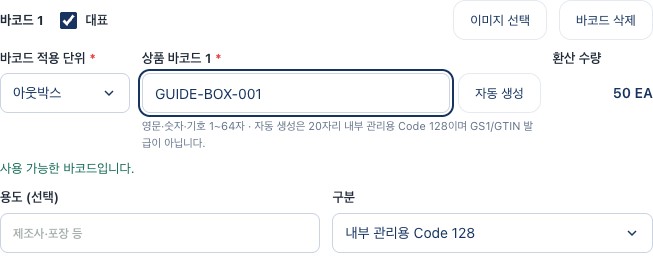 바코드 1 대표 이미지 선택 바코드 삭제
바코드 적용 단위 * 상품 바코드 1 * 환산 수량
아웃박스 GUIDE-BOX-001 자동 생성 50 EA
영문·숫자·기호 1~64자 · 자동 생성은 20자리 내부 관리용 Code 128이며 GS1/GTIN 발
급이 아닙니다.
사용 가능한 바코드입니다.
용도 (선택) 구분
제조사·포장 등 내부 관리용 Code 128